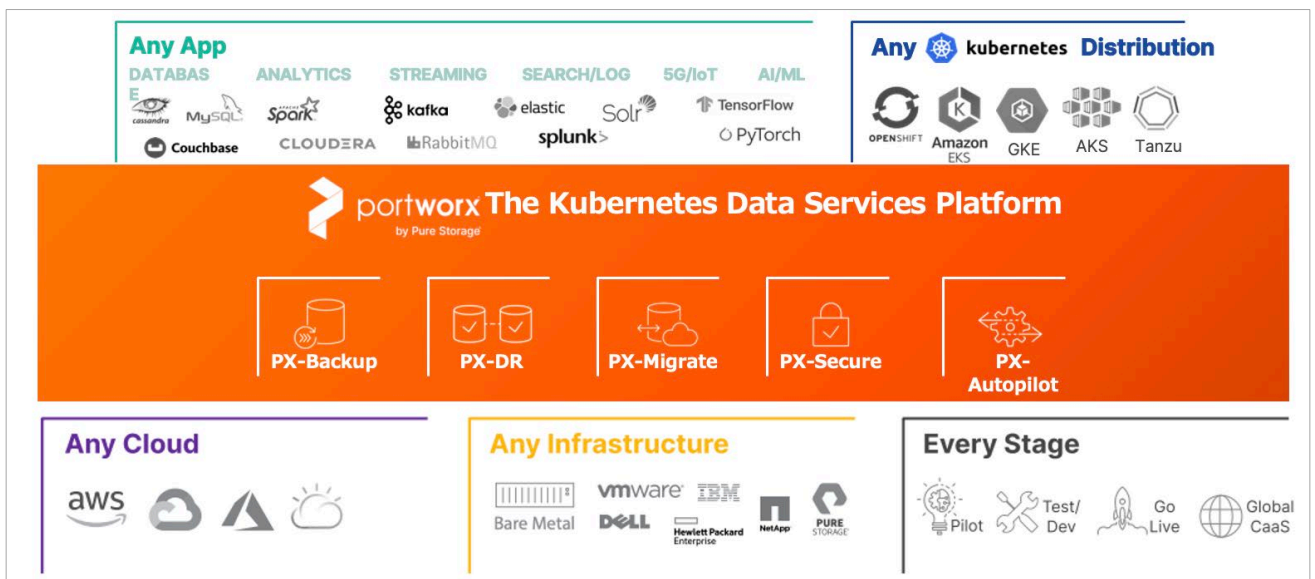 Any App
DATABAS
E
ANALYTICS
STREAMING
SEARCH/LOG
5G/IoT
AI/ML
cassandra
MySQL
APACHE
Spark
kafka
elastic
Solr
TensorFlow
Couchbase
CLOUDERA
RabbitMQ
splunk>
PyTorch
Any kubernetes Distribution
OPENSHIFT
Amazon
EKS
GKE
AKS
Tanzu
portworx
by Pure Storage
The Kubernetes Data Services Platform
PX-Backup
PX-DR
PX-Migrate
PX-Secure
PX-
Autopilot
Any Cloud
aws
Any Infrastructure
Bare Metal
vmware
IBM
DELL
Hewlett Packard
Enterprise
NetApp
PURE
STORAGE
Every Stage
Pilot
Test/
Dev
Go
Live
Global
CaaS